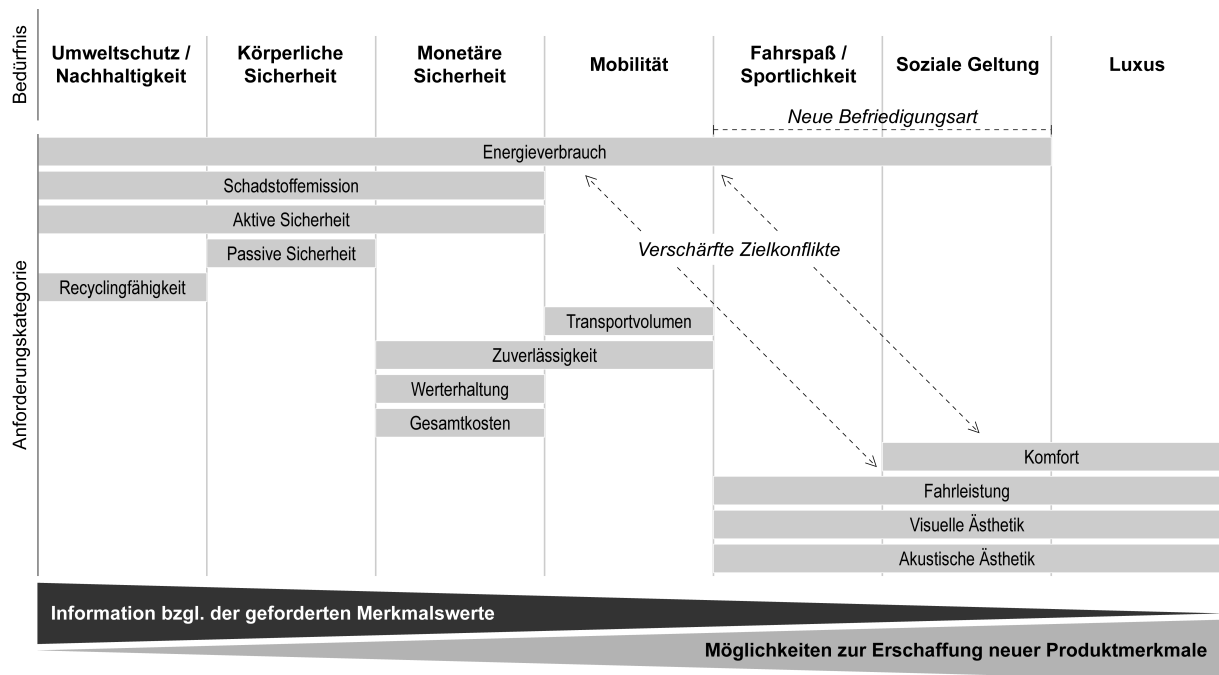 Bedürfnis
Umweltschutz /
Nachhaltigkeit
Körperliche
Sicherheit
Monetäre
Sicherheit
Mobilität
Fahrspaß /
Sportlichkeit
Soziale Geltung
Luxus
Neue Befriedigungsart
Anforderungskategorie
Energieverbrauch
Schadstoffemission
Aktive Sicherheit
Passive Sicherheit
Verschärfte Zielkonflikte
Recyclingfähigkeit
Transportvolumen
Zuverlässigkeit
Werterhaltung
Gesamtkosten
Komfort
Fahrleistung
Visuelle Ästhetik
Akustische Ästhetik
Information bzgl. der geforderten Merkmalswerte
Möglichkeiten zur Erschaffung neuer Produktmerkmale